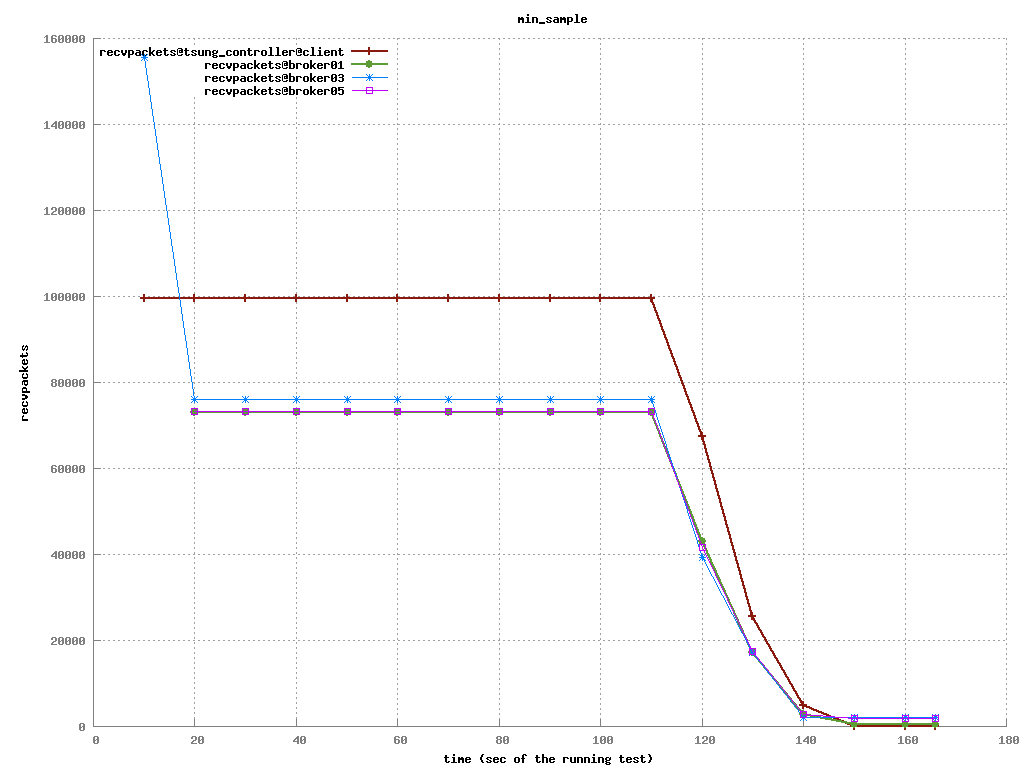 min_sample
recvpackets@tsung_controller@client
recvpackets@broker01
recvpackets@broker03
recvpackets@broker05
160000
140000
120000
100000
80000
60000
40000
20000
0
recvpackets
0 20 40 60 80 100 120 140 160 180
time (sec of the running test)